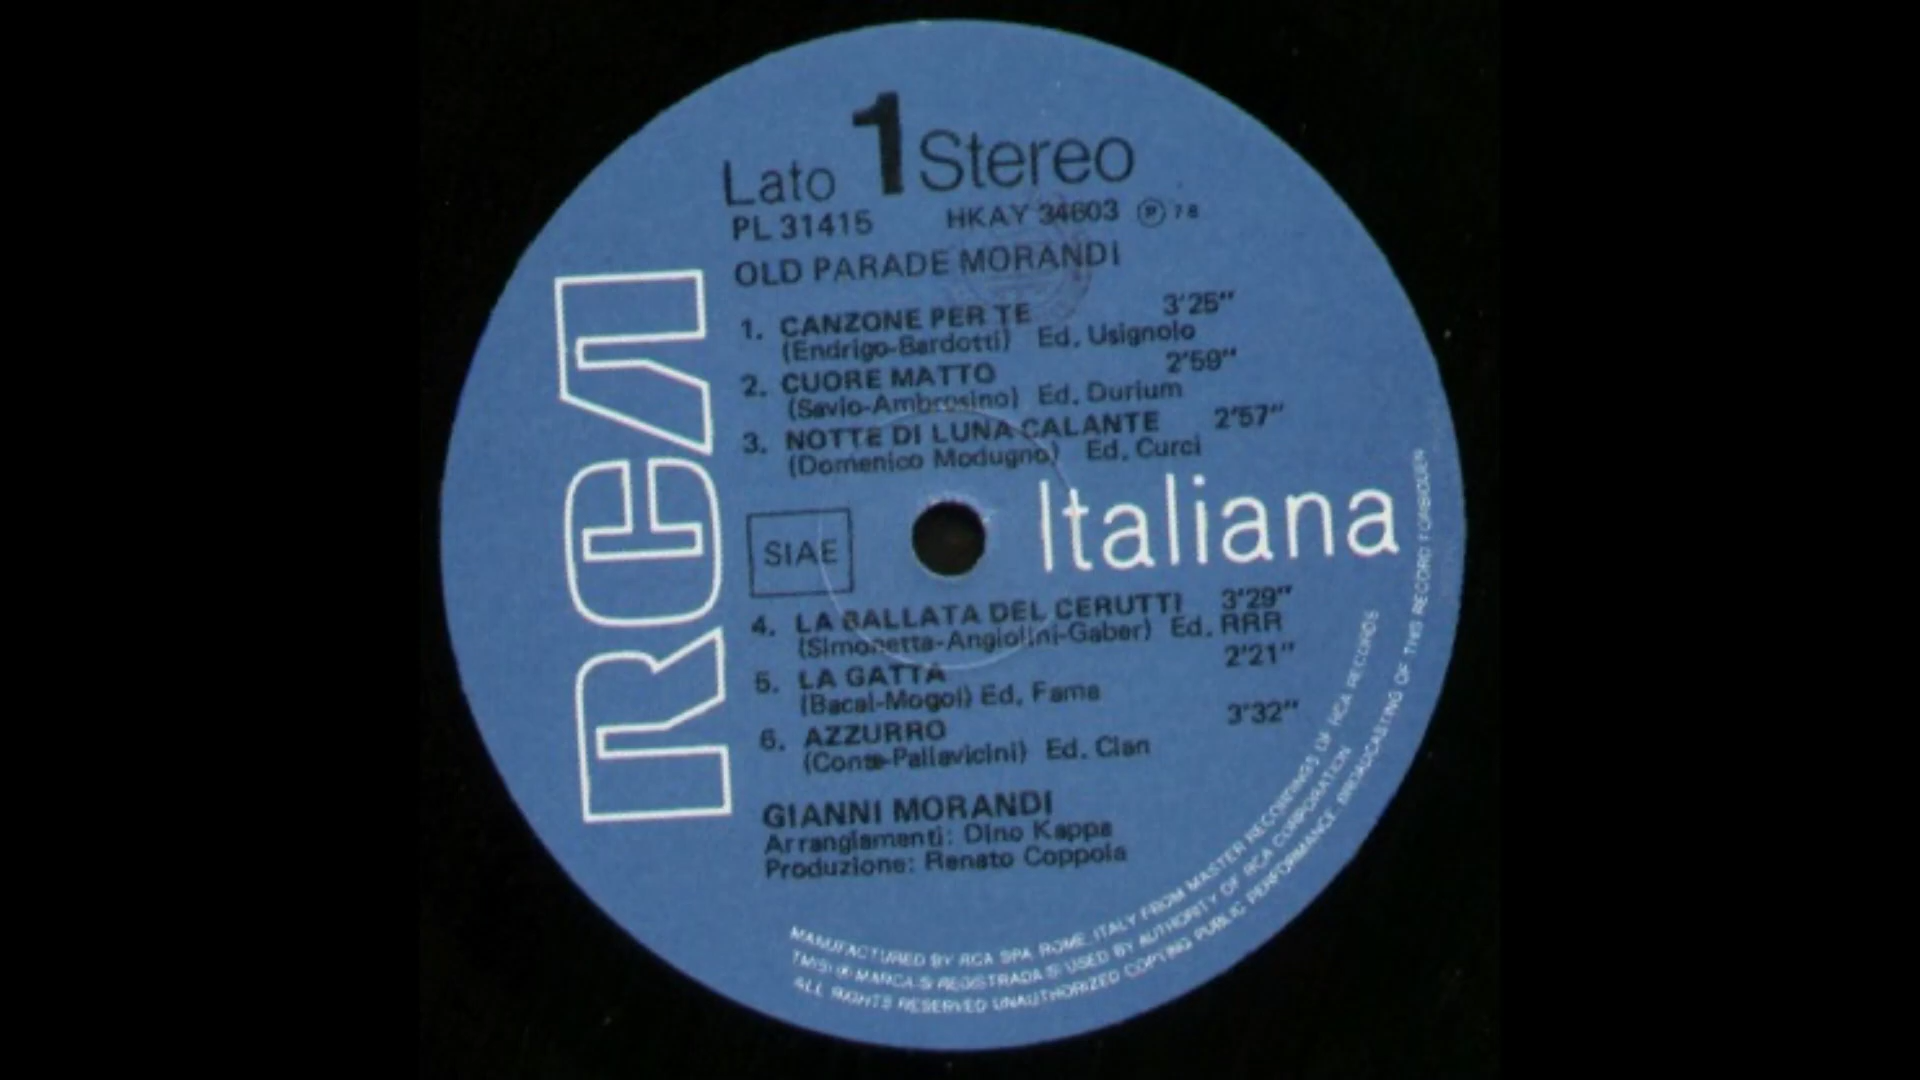 Lato 1 Stereo
PL 31415 HKAY 34603 Ⓟ 78
OLD PARADE MORANDI
1. CANZONE PER TE 3'25"
(Endrigo-Bardotti) Ed. Usignolo
2. CUORE MATTO 2'59"
(Savio-Ambrosino) Ed. Durium
3. NOTTE DI LUNA CALANTE 2'57"
(Domenico Modugno) Ed. Curci
RCA Italiana
SIAE
4. LA BALLATA DEL CERUTTI 3'29"
(Simonetta-Angiolini-Gaber) Ed. RRR
5. LA GATTA 2'21"
(Bacal-Mogol) Ed. Fama
6. AZZURRO 3'32"
(Conte-Pallavicini) Ed. Clan
GIANNI MORANDI
Arrangiamenti: Dino Kappa
Produzione: Renato Coppola
MANUFACTURED BY RCA SPA ROME ITALY FROM MASTER RECORDINGS OF RCA RECORDS
MARCA S REGISTRADA S USED BY AUTHORITY OF RCA CORPORATION
ALL RIGHTS RESERVED UNAUTHORIZED COPYING PUBLIC PERFORMANCE BROADCASTING OF THIS RECORD FORBIDDEN